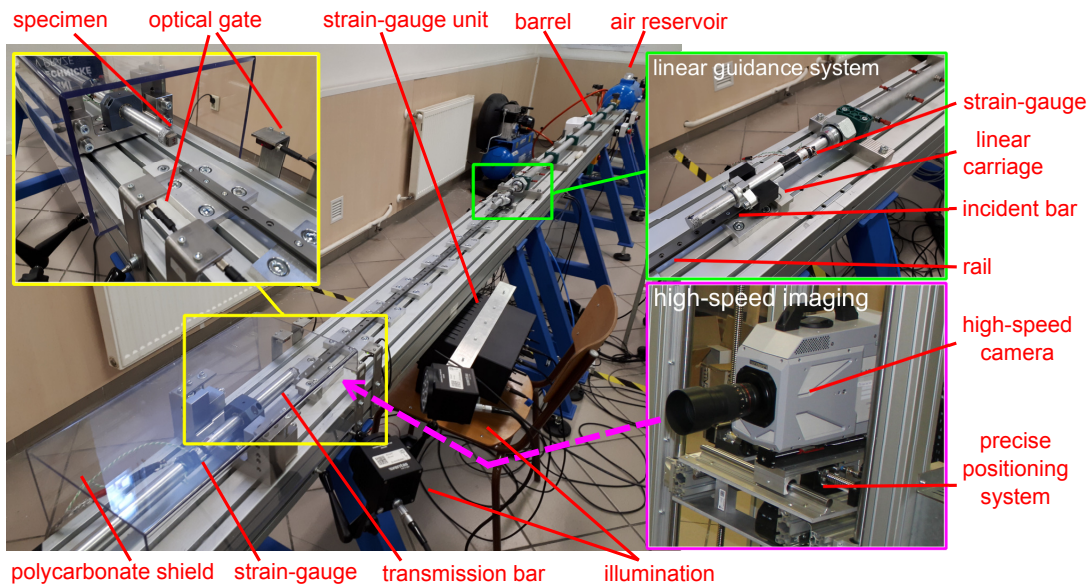 specimen
optical gate
strain-gauge unit
barrel
air reservoir
linear guidance system
strain-gauge
linear
carriage
incident bar
rail
high-speed imaging
high-speed
camera
precise
positioning
system
polycarbonate shield
strain-gauge
transmission bar
illumination